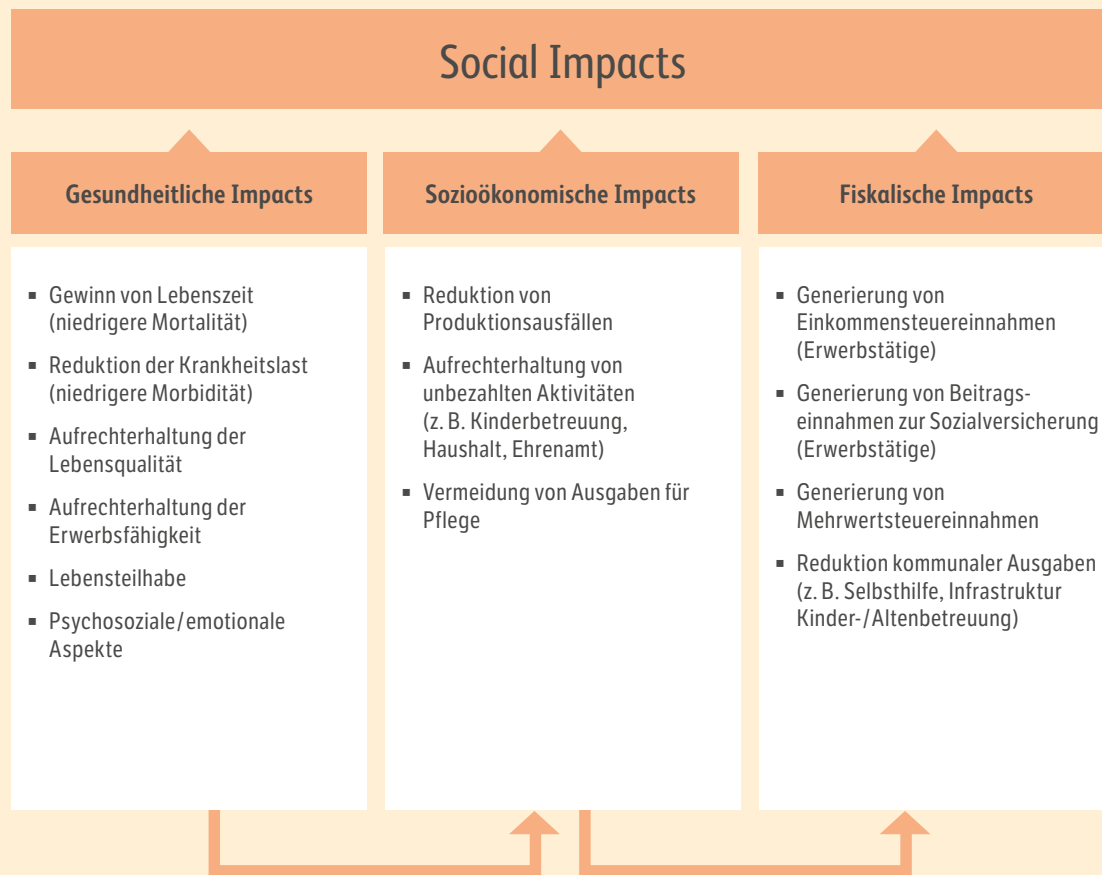 Social Impacts
Gesundheitliche Impacts
▪ Gewinn von Lebenszeit
(niedrigere Mortalität)
▪ Reduktion der Krankheitslast
(niedrigere Morbidität)
▪ Aufrechterhaltung der
Lebensqualität
▪ Aufrechterhaltung der
Erwerbsfähigkeit
▪ Lebensteilhabe
▪ Psychosoziale/emotionale
Aspekte
Sozioökonomische Impacts
▪ Reduktion von
Produktionsausfällen
▪ Aufrechterhaltung von
unbezahlten Aktivitäten
(z. B. Kinderbetreuung,
Haushalt, Ehrenamt)
▪ Vermeidung von Ausgaben für
Pflege
Fiskalische Impacts
▪ Generierung von
Einkommensteuereinnahmen
(Erwerbstätige)
▪ Generierung von Beitrags-
einnahmen zur Sozialversicherung
(Erwerbstätige)
▪ Generierung von
Mehrwertsteuereinnahmen
▪ Reduktion kommunaler Ausgaben
(z. B. Selbsthilfe, Infrastruktur
Kinder-/Altenbetreuung)